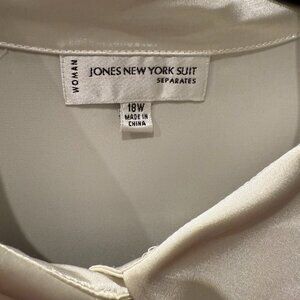 WOMAN
JONES NEW YORK SUIT
SEPARATES
18W
MADE IN
CHINA